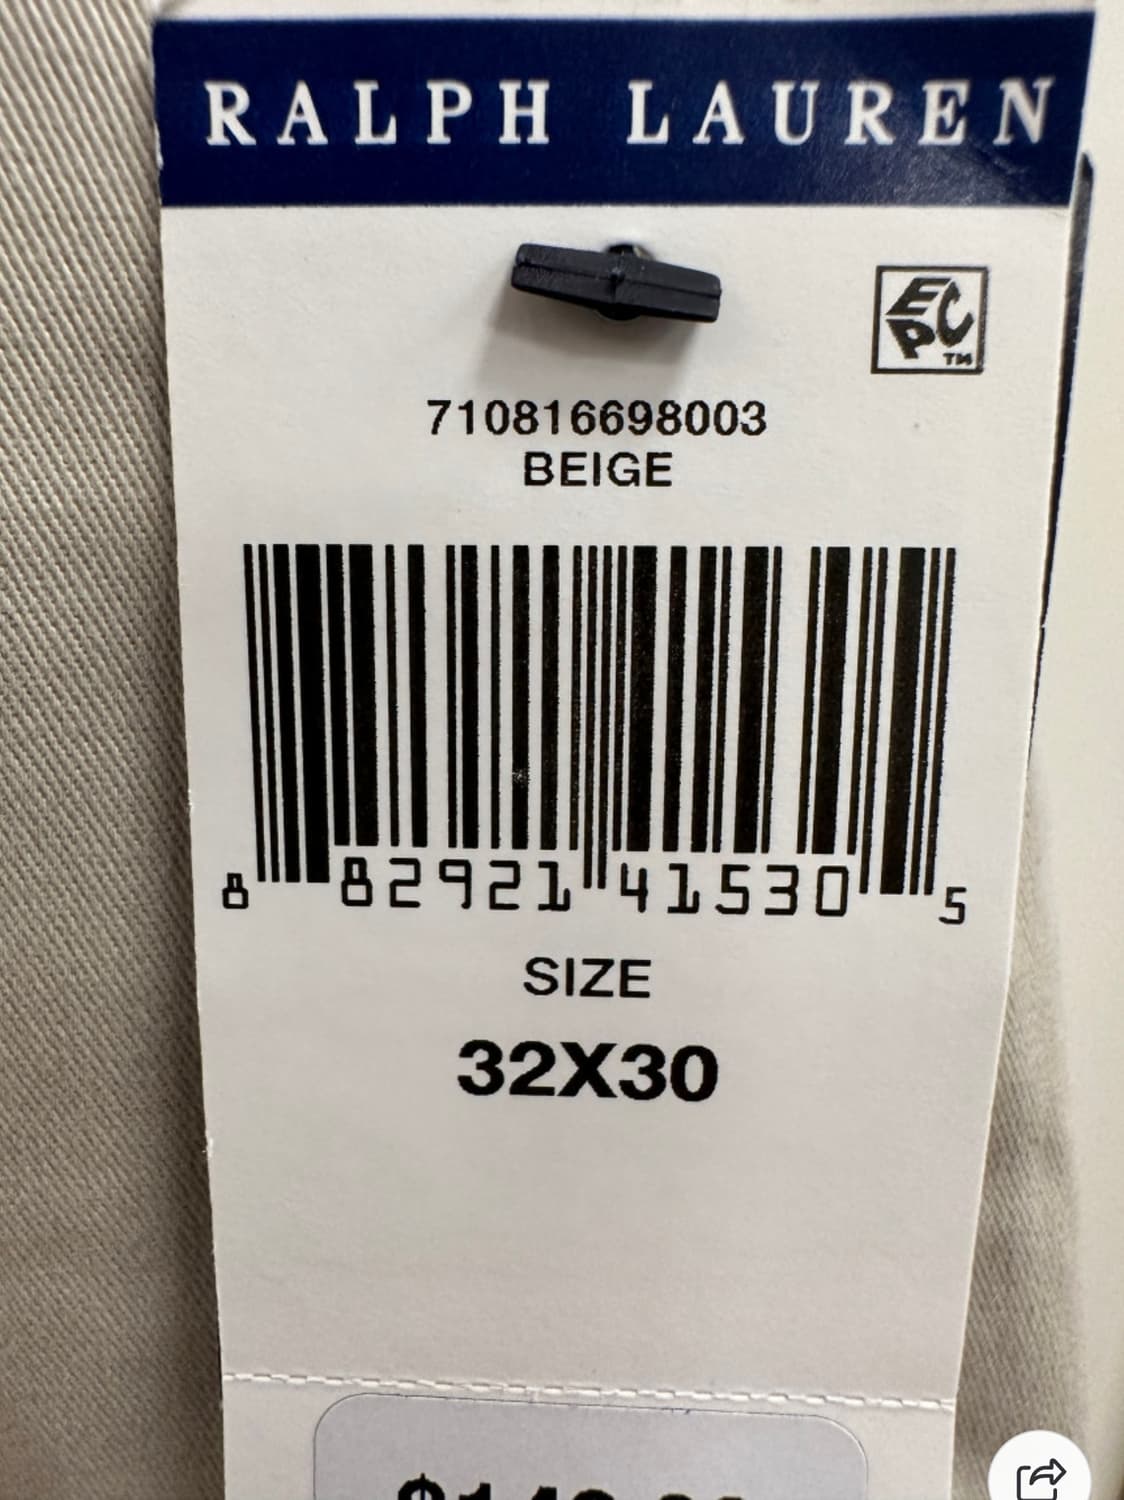 RALPH LAUREN
EPC
TM
710816698003
BEIGE
8 82921 41530 5
SIZE
32X30